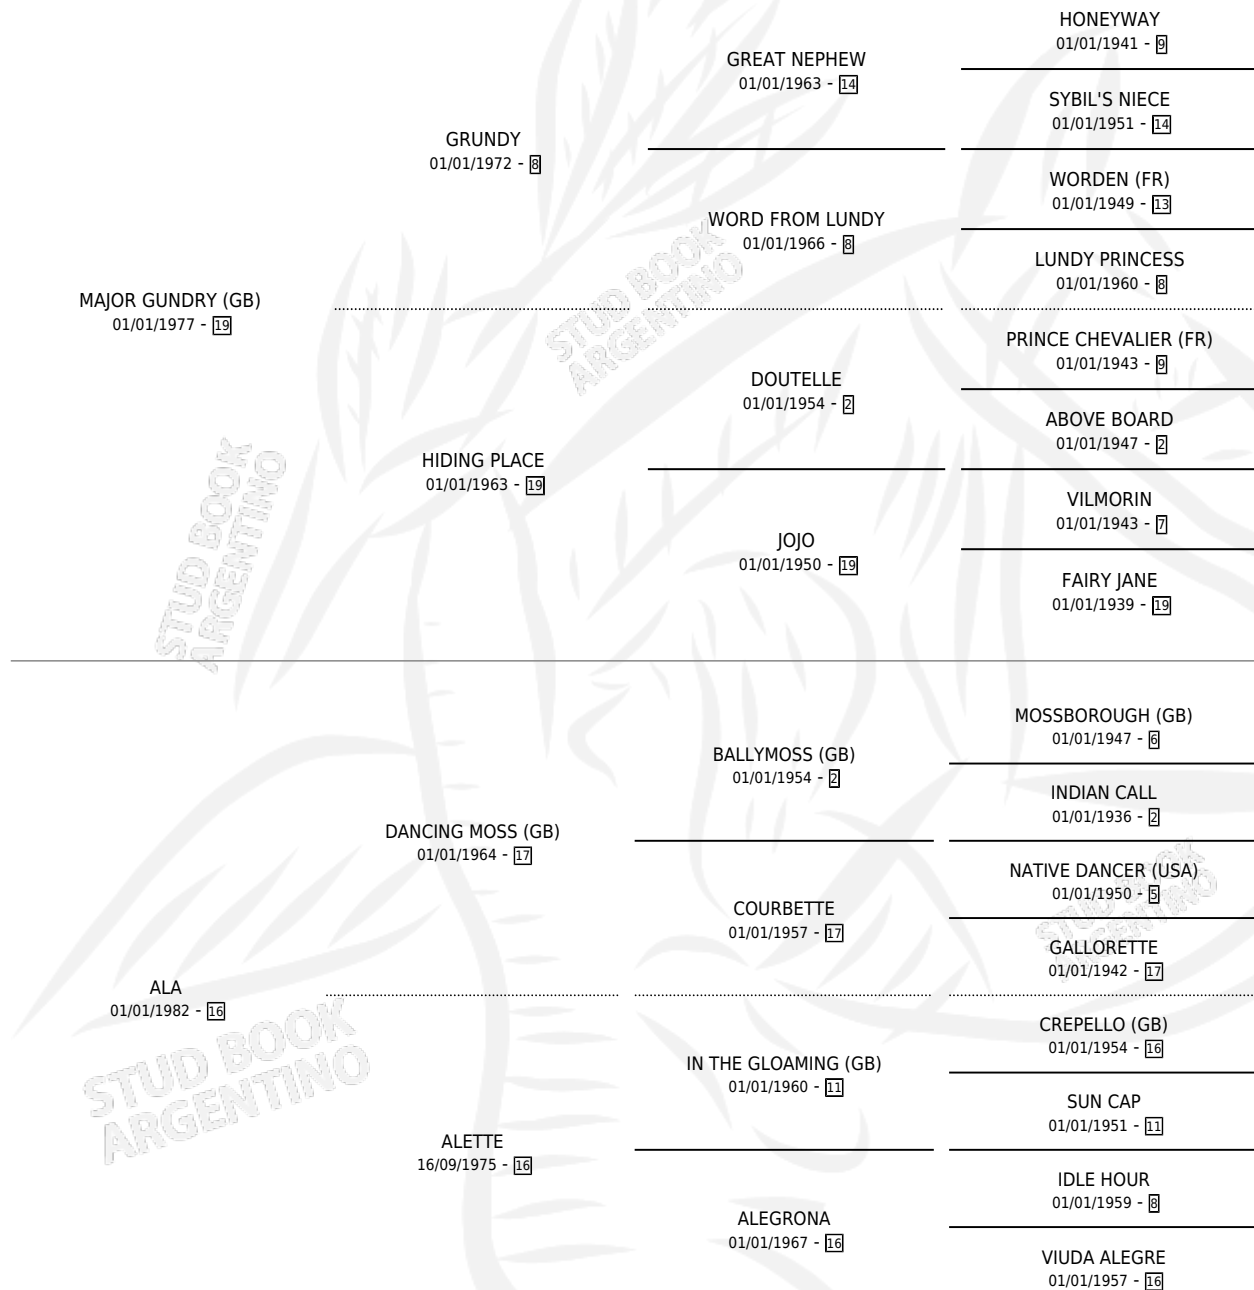 HONEYWAY
01/01/1941 - 9
GREAT NEPHEW
01/01/1963 - 14
SYBIL'S NIECE
01/01/1951 - 14
GRUNDY
01/01/1972 - 8
WORDEN (FR)
01/01/1949 - 13
WORD FROM LUNDY
01/01/1966 - 8
LUNDY PRINCESS
01/01/1960 - 8
MAJOR GUNDRY (GB)
01/01/1977 - 19
STUD BOOK
ARGENTINO
PRINCE CHEVALIER (FR)
01/01/1943 - 9
DOUTELLE
01/01/1954 - 2
ABOVE BOARD
01/01/1947 - 2
HIDING PLACE
01/01/1963 - 19
VILMORIN
01/01/1943 - 7
JOJO
01/01/1950 - 19
FAIRY JANE
01/01/1939 - 19
STUD BOOK
ARGENTINO
MOSSBOROUGH (GB)
01/01/1947 - 6
BALLYMOSS (GB)
01/01/1954 - 2
INDIAN CALL
01/01/1936 - 2
DANCING MOSS (GB)
01/01/1964 - 17
NATIVE DANCER (USA)
01/01/1950 - 5
STUD BOOK
ARGENTINO
COURBETTE
01/01/1957 - 17
GALLORETTE
01/01/1942 - 17
ALA
01/01/1982 - 16
CREPELLO (GB)
01/01/1954 - 16
IN THE GLOAMING (GB)
01/01/1960 - 11
SUN CAP
01/01/1951 - 11
STUD BOOK
ARGENTINO
ALETTE
16/09/1975 - 16
IDLE HOUR
01/01/1959 - 8
ALEGRONA
01/01/1967 - 16
VIUDA ALEGRE
01/01/1957 - 16